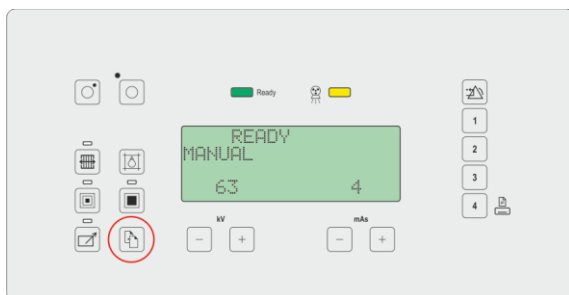 Ready
READY
MANUAL
63 4
kV mAs
- + - +
1
2
3
4